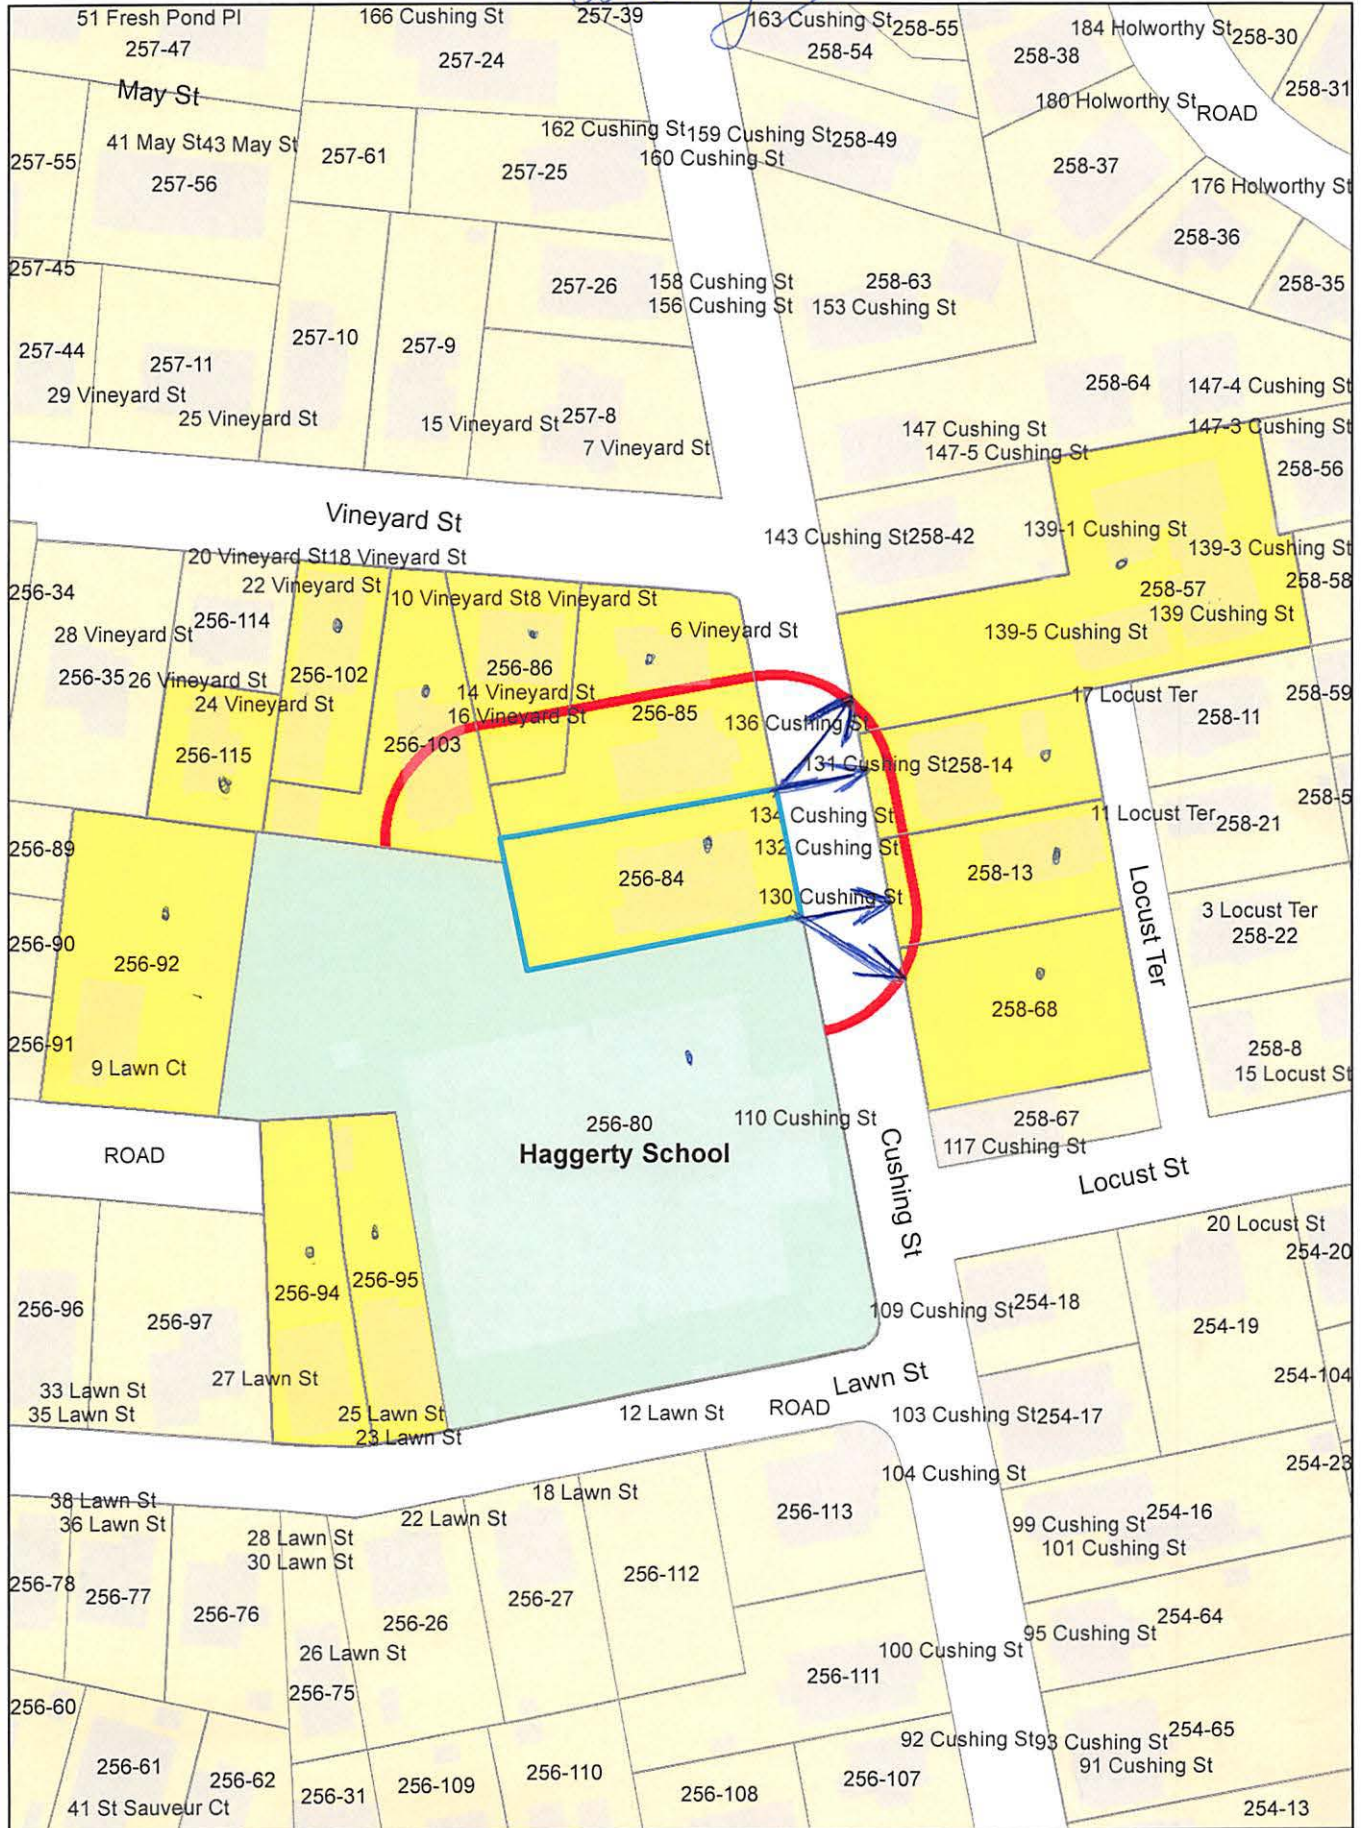 51 Fresh Pond Pl
166 Cushing St
257-39
163 Cushing St
258-55
184 Holworthy St
258-30
257-47
257-24
258-54
258-38
258-31
May St
180 Holworthy St
ROAD
41 May St
43 May St
257-61
162 Cushing St
159 Cushing St
258-49
160 Cushing St
257-55
257-56
257-25
258-37
176 Holworthy St
258-36
257-45
257-26
158 Cushing St
258-63
258-35
156 Cushing St
153 Cushing St
257-44
257-11
257-10
257-9
258-64
147-4 Cushing St
29 Vineyard St
25 Vineyard St
15 Vineyard St
257-8
7 Vineyard St
147 Cushing St
147-3 Cushing St
147-5 Cushing St
258-56
Vineyard St
143 Cushing St
258-42
139-1 Cushing St
139-3 Cushing St
20 Vineyard St
18 Vineyard St
22 Vineyard St
10 Vineyard St
8 Vineyard St
258-57
258-58
256-34
256-114
6 Vineyard St
139-5 Cushing St
139 Cushing St
28 Vineyard St
256-35
26 Vineyard St
256-102
256-86
14 Vineyard St
17 Locust Ter
258-59
24 Vineyard St
16 Vineyard St
256-85
136 Cushing St
258-11
256-115
256-103
131 Cushing St
258-14
258-5
134 Cushing St
11 Locust Ter
258-21
256-89
132 Cushing St
256-84
258-13
130 Cushing St
Locust Ter
3 Locust Ter
258-22
256-90
256-92
258-68
256-91
9 Lawn Ct
258-8
15 Locust St
256-80
110 Cushing St
258-67
117 Cushing St
ROAD
Haggerty School
Cushing St
Locust St
20 Locust St
254-20
256-96
256-97
256-94
256-95
109 Cushing St
254-18
254-19
33 Lawn St
27 Lawn St
35 Lawn St
25 Lawn St
23 Lawn St
12 Lawn St
ROAD
Lawn St
254-104
103 Cushing St
254-17
104 Cushing St
254-23
38 Lawn St
36 Lawn St
28 Lawn St
30 Lawn St
22 Lawn St
18 Lawn St
256-113
99 Cushing St
254-16
101 Cushing St
256-78
256-77
256-76
256-26
256-27
256-112
254-64
95 Cushing St
26 Lawn St
100 Cushing St
256-75
256-111
256-60
92 Cushing St
93 Cushing St
254-65
91 Cushing St
256-61
256-62
256-31
256-109
256-110
256-108
256-107
41 St Sauveur Ct
254-13